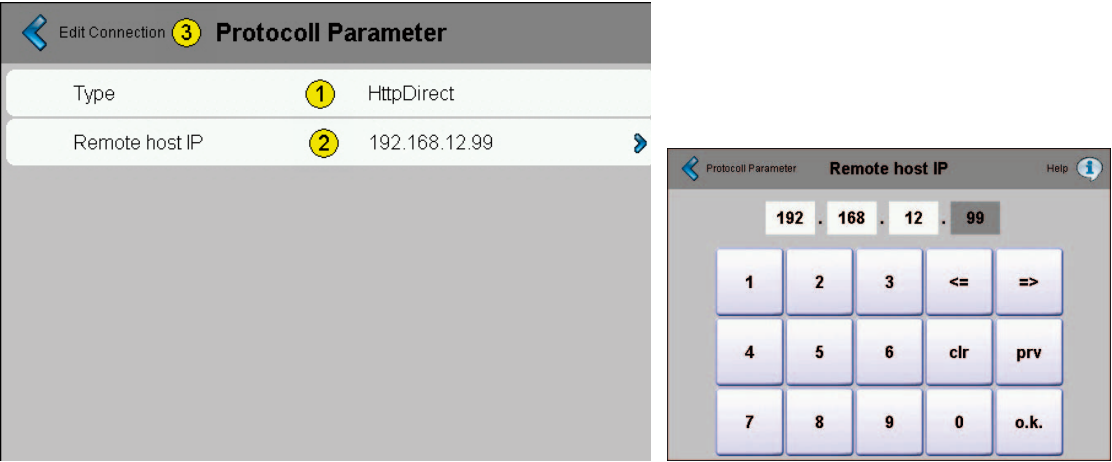 Edit Connection 3 Protocoll Parameter
Type 1 HttpDirect
Remote host IP 2 192.168.12.99
Protocoll Parameter Remote host IP Help i
192 . 168 . 12 . 99
1 2 3 <= =>
4 5 6 clr prv
7 8 9 0 o.k.